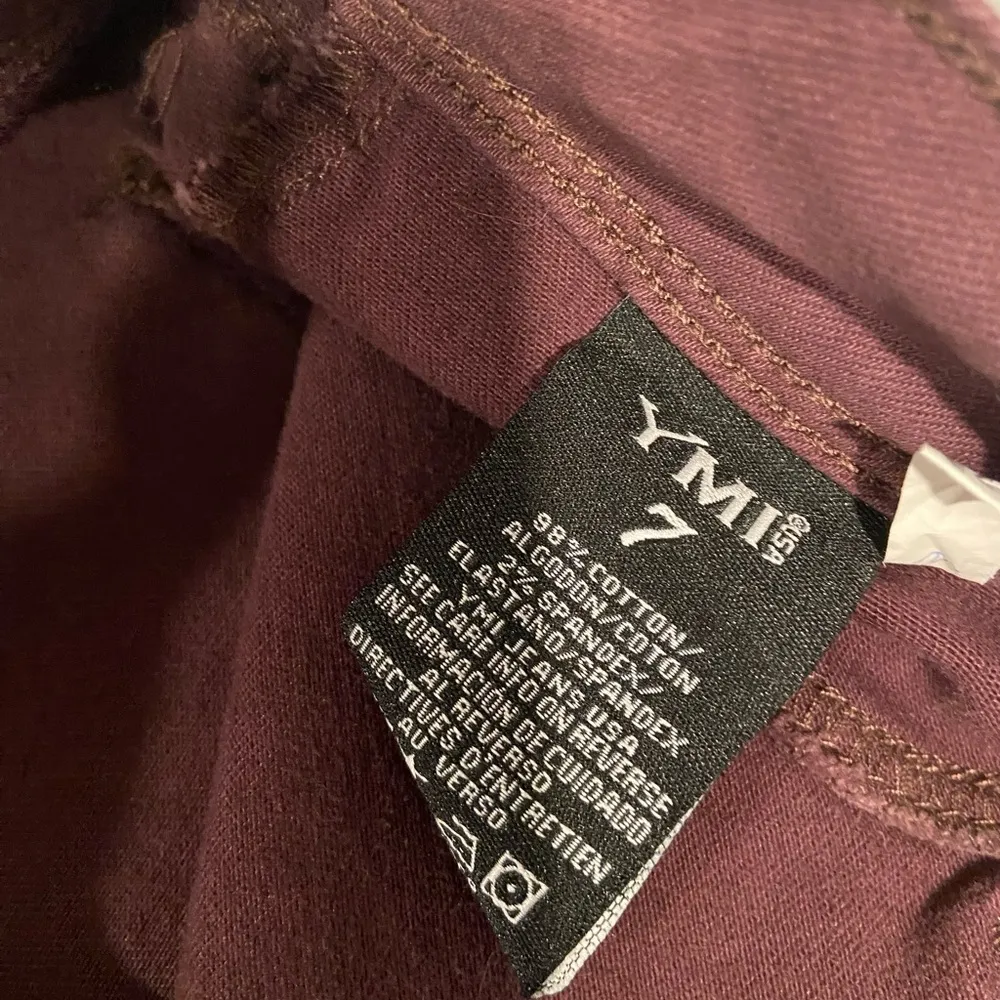 YMI®
USA
7
98% COTTON/
ALGODON/COTON
2% SPANDEX/
ELASTANO/SPANDEX
YMI JEANS USA
SEE CARE INFO ON REVERSE
INFORMACION DE CUIDADO
AL REVERSO
DIRECTIVES D'ENTRETIEN
AU VERSO